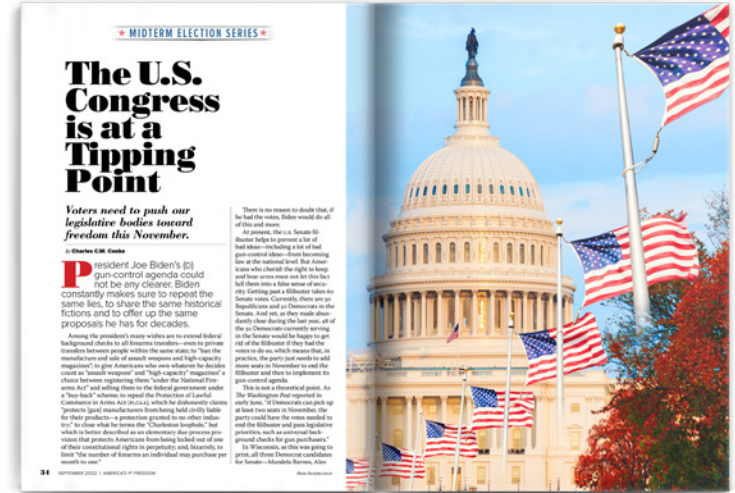 ★ MIDTERM ELECTION SERIES ★
The U.S.
Congress
is at a
Tipping
Point
Voters need to push our
legislative bodies toward
freedom this November.
By Charles C.W. Cooke
President Joe Biden's (D)
gun-control agenda could
not be any clearer. Biden
constantly makes sure to repeat the
same lies, to share the same historical
fictions and to offer up the same
proposals he has for decades.
Among the president's many wishes are to extend federal
background checks to all firearms transfers—even to private
transfers between people within the same state; to "ban the
manufacture and sale of assault weapons and high-capacity
magazines"; to give Americans who own whatever he decides
count as "assault weapons" and "high-capacity" magazines a
choice between registering them "under the National Fire-
arms Act" and selling them to the federal government under
a "buy-back" scheme; to repeal the Protection of Lawful
Commerce in Arms Act (PLCAA), which he dishonestly claims
"protects [gun] manufacturers from being held civilly liable
for their products—a protection granted to no other indus-
try;" to close what he terms the "Charleston loophole," but
which is better described as an elementary due-process pro-
vision that protects Americans from being locked out of one
of their constitutional rights in perpetuity; and, bizarrely, to
limit "the number of firearms an individual may purchase per
month to one."
There is no reason to doubt that, if
he had the votes, Biden would do all
of this and more.
At present, the U.S. Senate fil-
ibuster helps to prevent a lot of
bad ideas—including a lot of bad
gun-control ideas—from becoming
law at the national level. But Ameri-
cans who cherish the right to keep
and bear arms must not let this fact
lull them into a false sense of secu-
rity. Getting past a filibuster takes 60
Senate votes. Currently, there are 50
Republicans and 50 Democrats in the
Senate. And yet, as they made abun-
dantly clear during the last year, 48 of
the 50 Democrats currently serving
in the Senate would be happy to get
rid of the filibuster if they had the
votes to do so, which means that, in
practice, the party just needs to add
more seats in November to end the
filibuster and then to implement its
gun-control agenda.
This is not a theoretical point. As
The Washington Post reported in
early June, "if Democrats can pick up
at least two seats in November, the
party could have the votes needed to
end the filibuster and pass legislative
priorities, such as universal back-
ground checks for gun purchasers."
In Wisconsin, as this was going to
print, all three Democrat candidates
for Senate—Mandela Barnes, Alex
34 SEPTEMBER 2022 | AMERICA'S 1ST FREEDOM